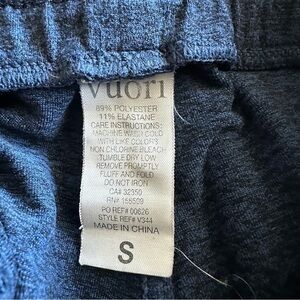 vuori
89% POLYESTER
11% ELASTANE
CARE INSTRUCTIONS:
MACHINE WASH COLD
WITH LIKE COLORS
NON CHLORINE BLEACH
TUMBLE DRY LOW
REMOVE PROMPTLY
FLUFF AND FOLD
DO NOT IRON
CA# 32350
RN# 156509
PO REF# 00626
STYLE REF# V344
MADE IN CHINA
S